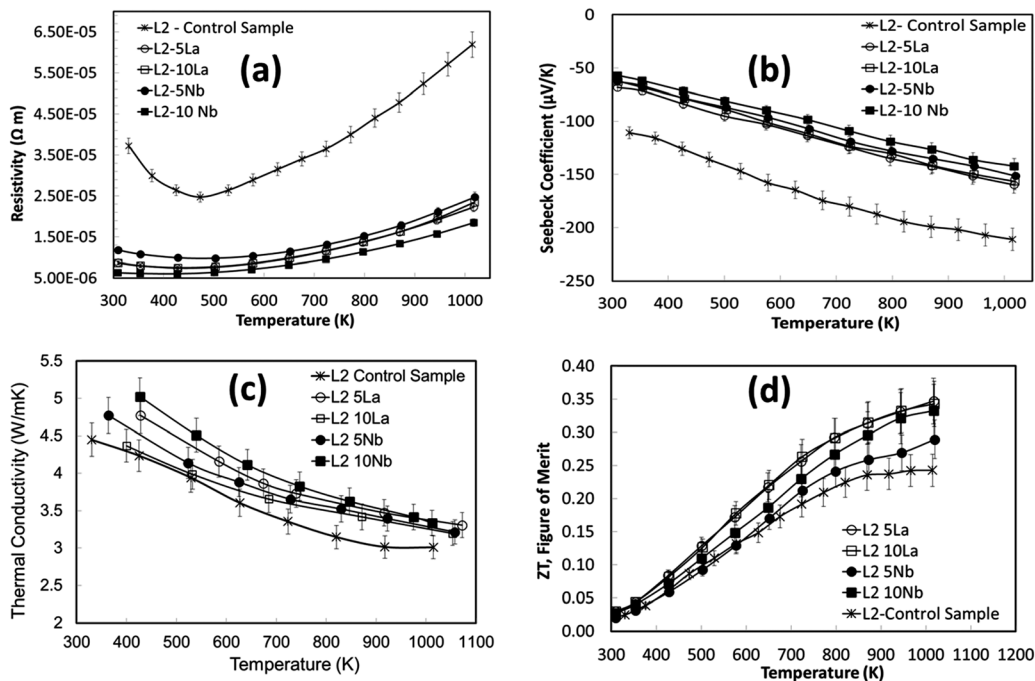 6.50E-05
5.50E-05
4.50E-05
3.50E-05
2.50E-05
1.50E-05
5.00E-06
Resistivity (Ω m)
L2 - Control Sample
L2-5La
L2-10La
L2-5Nb
L2-10 Nb
(a)
300 400 500 600 700 800 900 1000
Temperature (K)
0
-50
-100
-150
-200
-250
Seebeck Coefficient (µV/K)
(b)
L2- Control Sample
L2-5La
L2-10La
L2-5Nb
L2-10 Nb
300 400 500 600 700 800 900 1,000
Temperature (K)
5.5
5
4.5
4
3.5
3
2.5
2
Thermal Conductivity (W/mK)
(c)
L2 Control Sample
L2 5La
L2 10La
L2 5Nb
L2 10Nb
300 400 500 600 700 800 900 1000 1100
Temperature (K)
0.40
0.35
0.30
0.25
0.20
0.15
0.10
0.05
0.00
ZT, Figure of Merit
(d)
L2 5La
L2 10La
L2 5Nb
L2 10Nb
L2-Control Sample
300 400 500 600 700 800 900 1000 1100 1200
Temperature (K)